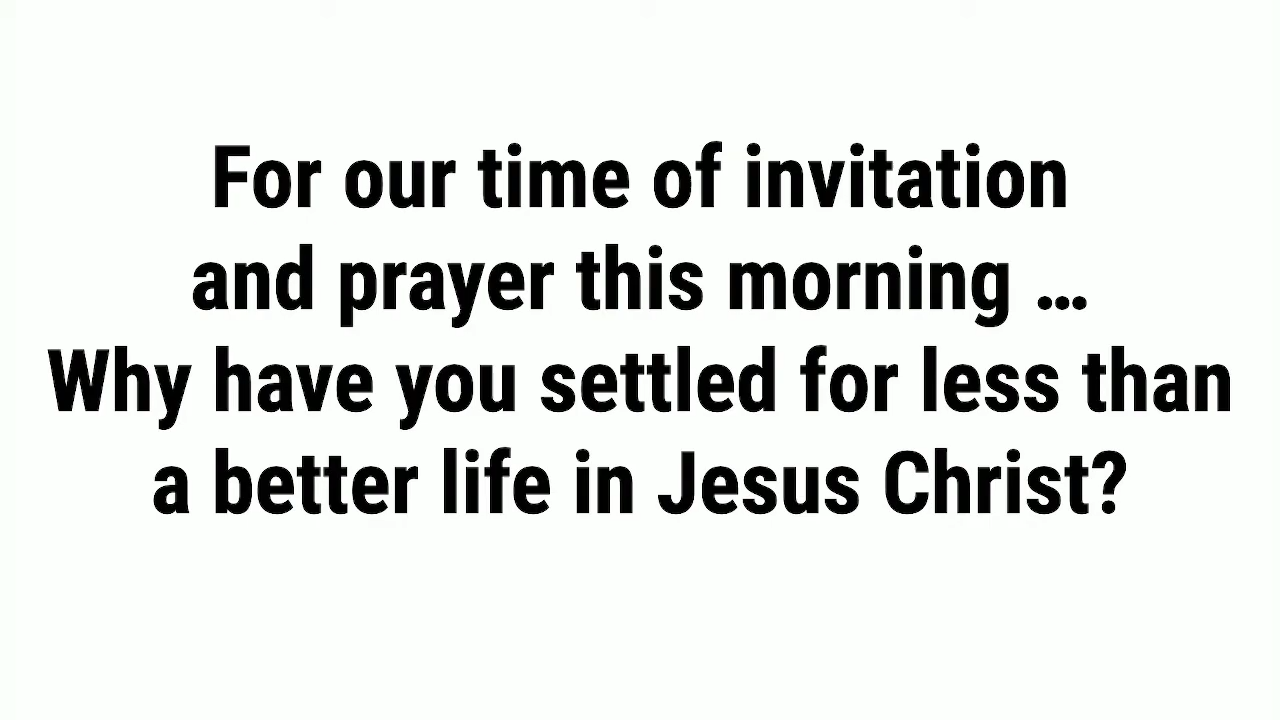 For our time of invitation
and prayer this morning …
Why have you settled for less than
a better life in Jesus Christ?